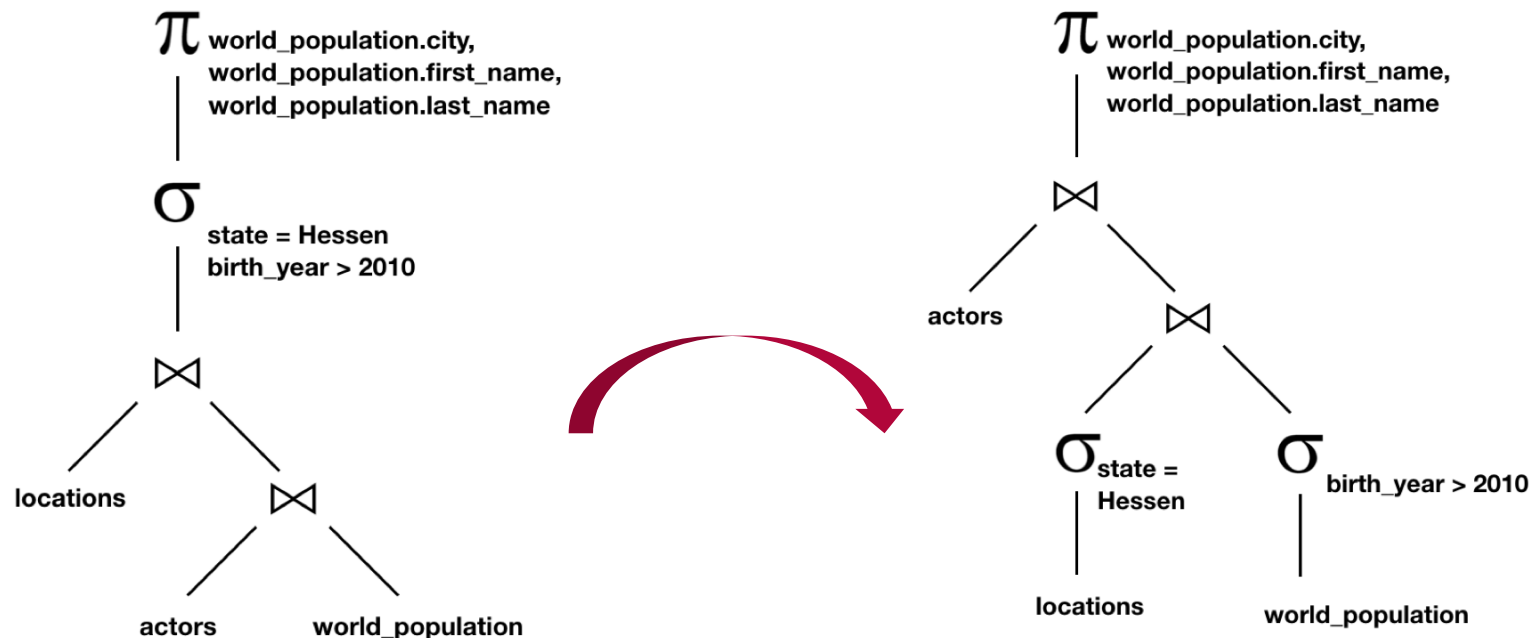 π world_population.city,
world_population.first_name,
world_population.last_name
σ
state = Hessen
birth_year > 2010
⋈
locations
⋈
actors
world_population
π world_population.city,
world_population.first_name,
world_population.last_name
⋈
actors
⋈
σ state =
Hessen
σ birth_year > 2010
locations
world_population